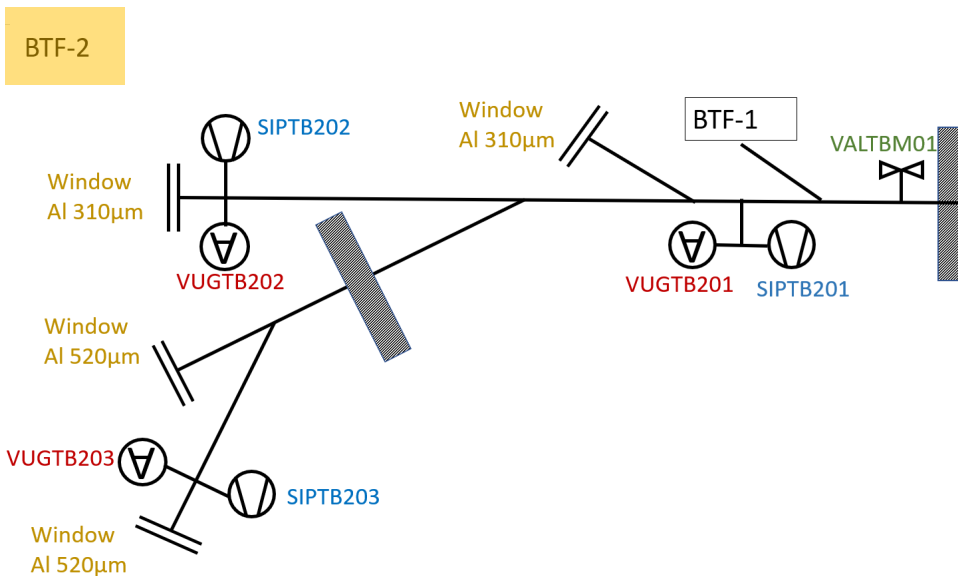 BTF-2
SIPTB202
Window
Al 310μm
BTF-1
VALTBM01
Window
Al 310μm
VUGTB202
VUGTB201
SIPTB201
Window
Al 520μm
VUGTB203
SIPTB203
Window
Al 520μm